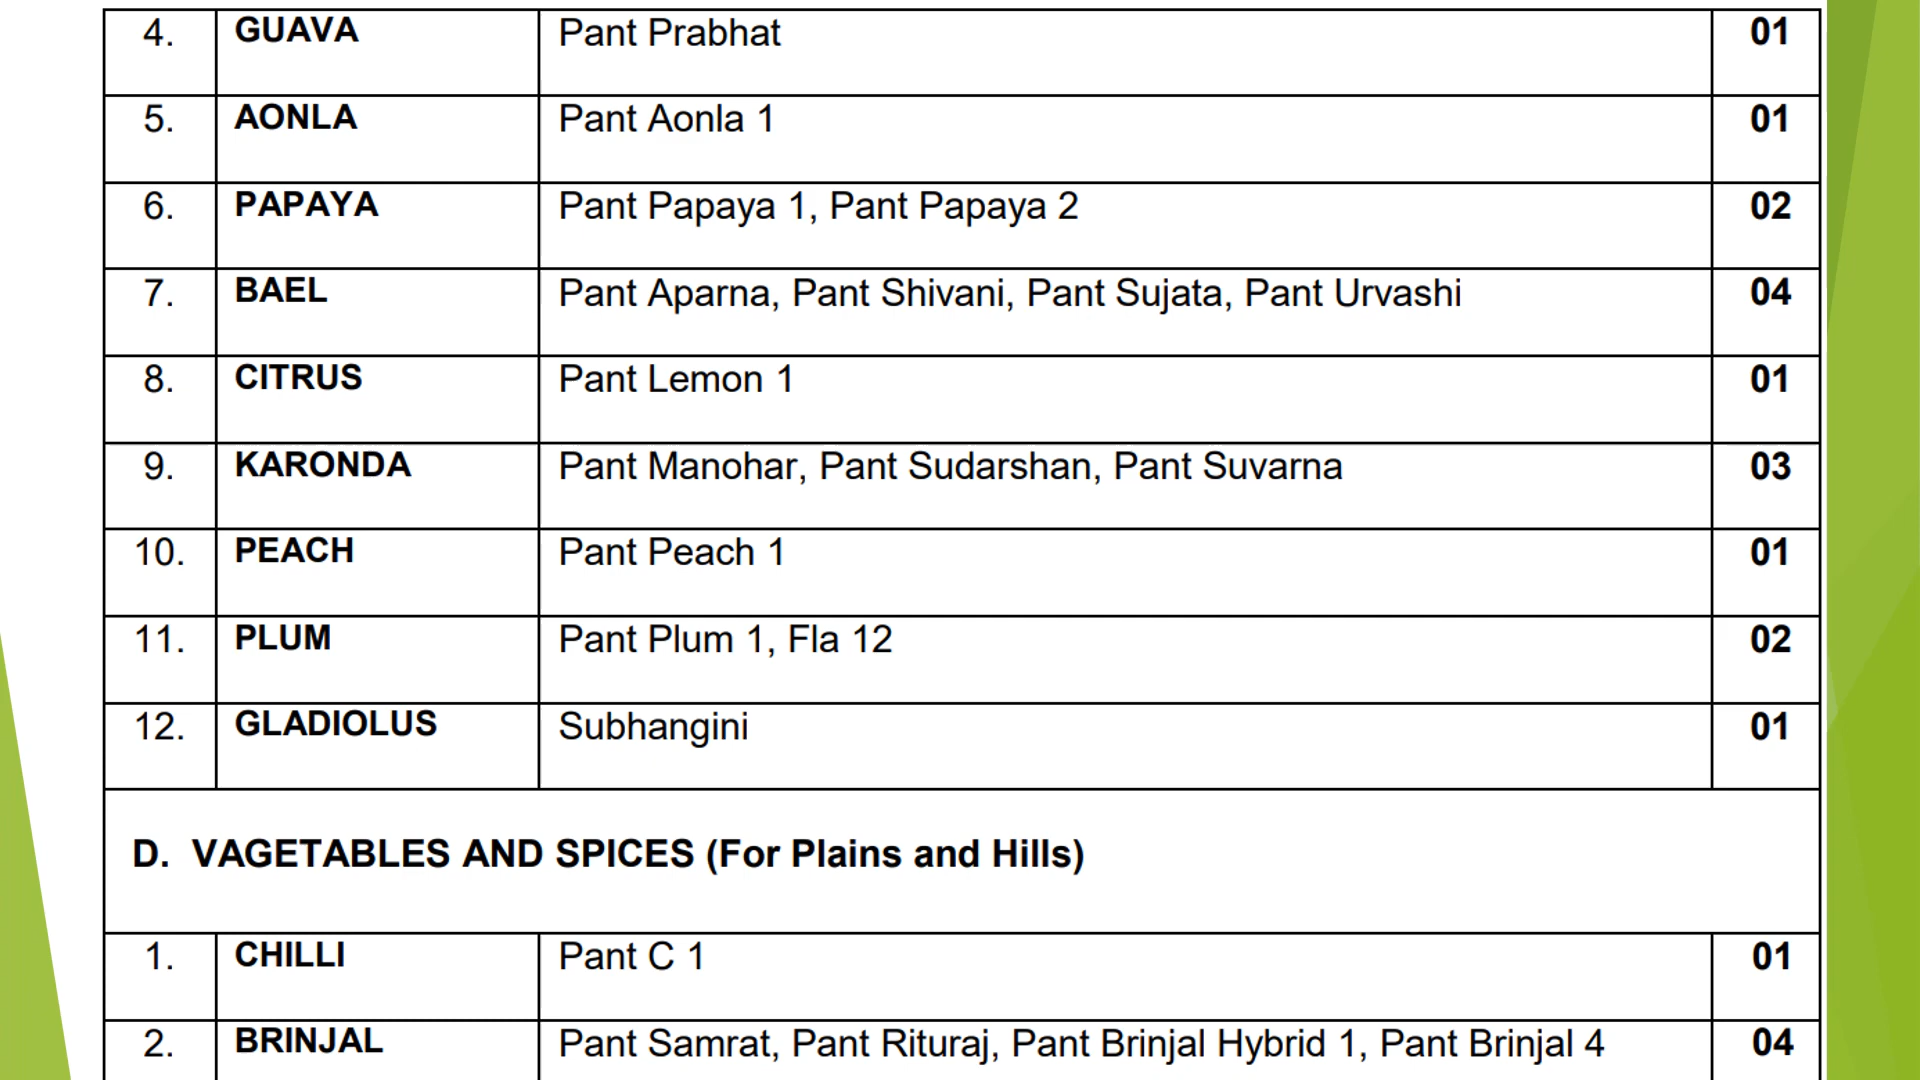 4. GUAVA Pant Prabhat 01
5. AONLA Pant Aonla 1 01
6. PAPAYA Pant Papaya 1, Pant Papaya 2 02
7. BAEL Pant Aparna, Pant Shivani, Pant Sujata, Pant Urvashi 04
8. CITRUS Pant Lemon 1 01
9. KARONDA Pant Manohar, Pant Sudarshan, Pant Suvarna 03
10. PEACH Pant Peach 1 01
11. PLUM Pant Plum 1, Fla 12 02
12. GLADIOLUS Subhangini 01
D. VAGETABLES AND SPICES (For Plains and Hills)
1. CHILLI Pant C 1 01
2. BRINJAL Pant Samrat, Pant Rituraj, Pant Brinjal Hybrid 1, Pant Brinjal 4 04